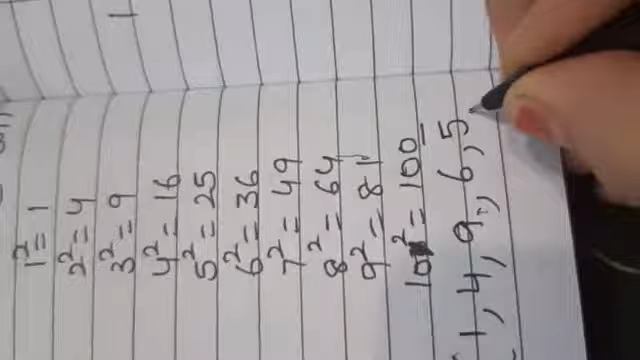 1² = 1
2² = 4
3² = 9
4² = 16
5² = 25
6² = 36
7² = 49
8² = 64
9² = 81
10² = 100
1, 4, 9, 6, 5